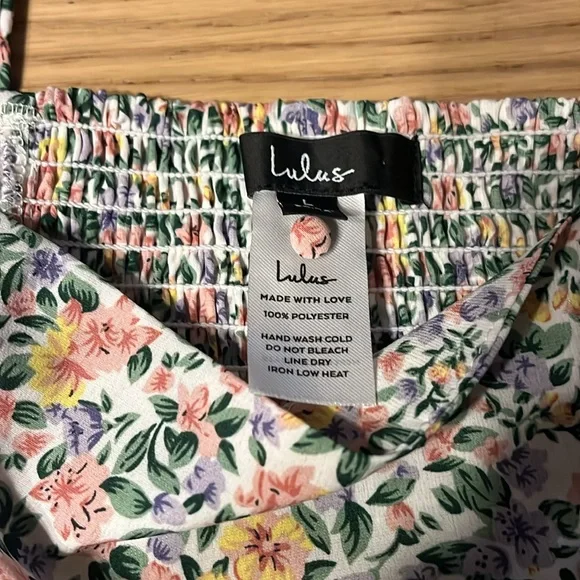 Lulus
L
Lulus
MADE WITH LOVE
100% POLYESTER
HAND WASH COLD
DO NOT BLEACH
LINE DRY
IRON LOW HEAT